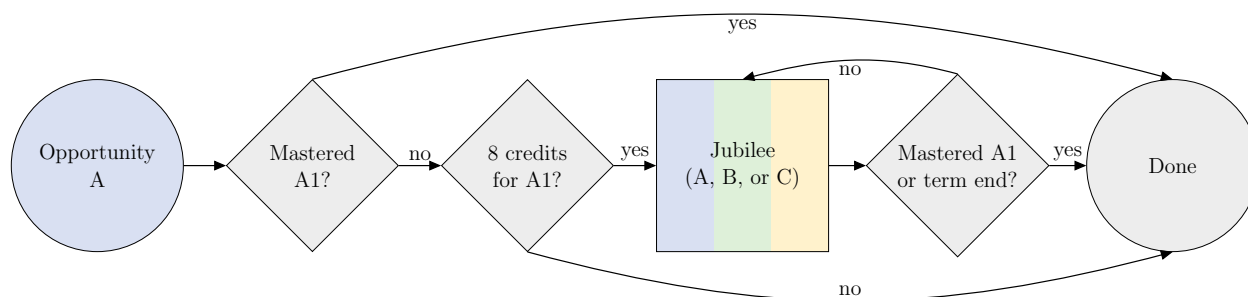 yes
no
Opportunity
A
Mastered
A1?
no
8 credits
for A1?
yes
Jubilee
(A, B, or C)
Mastered A1
or term end?
yes
Done
no